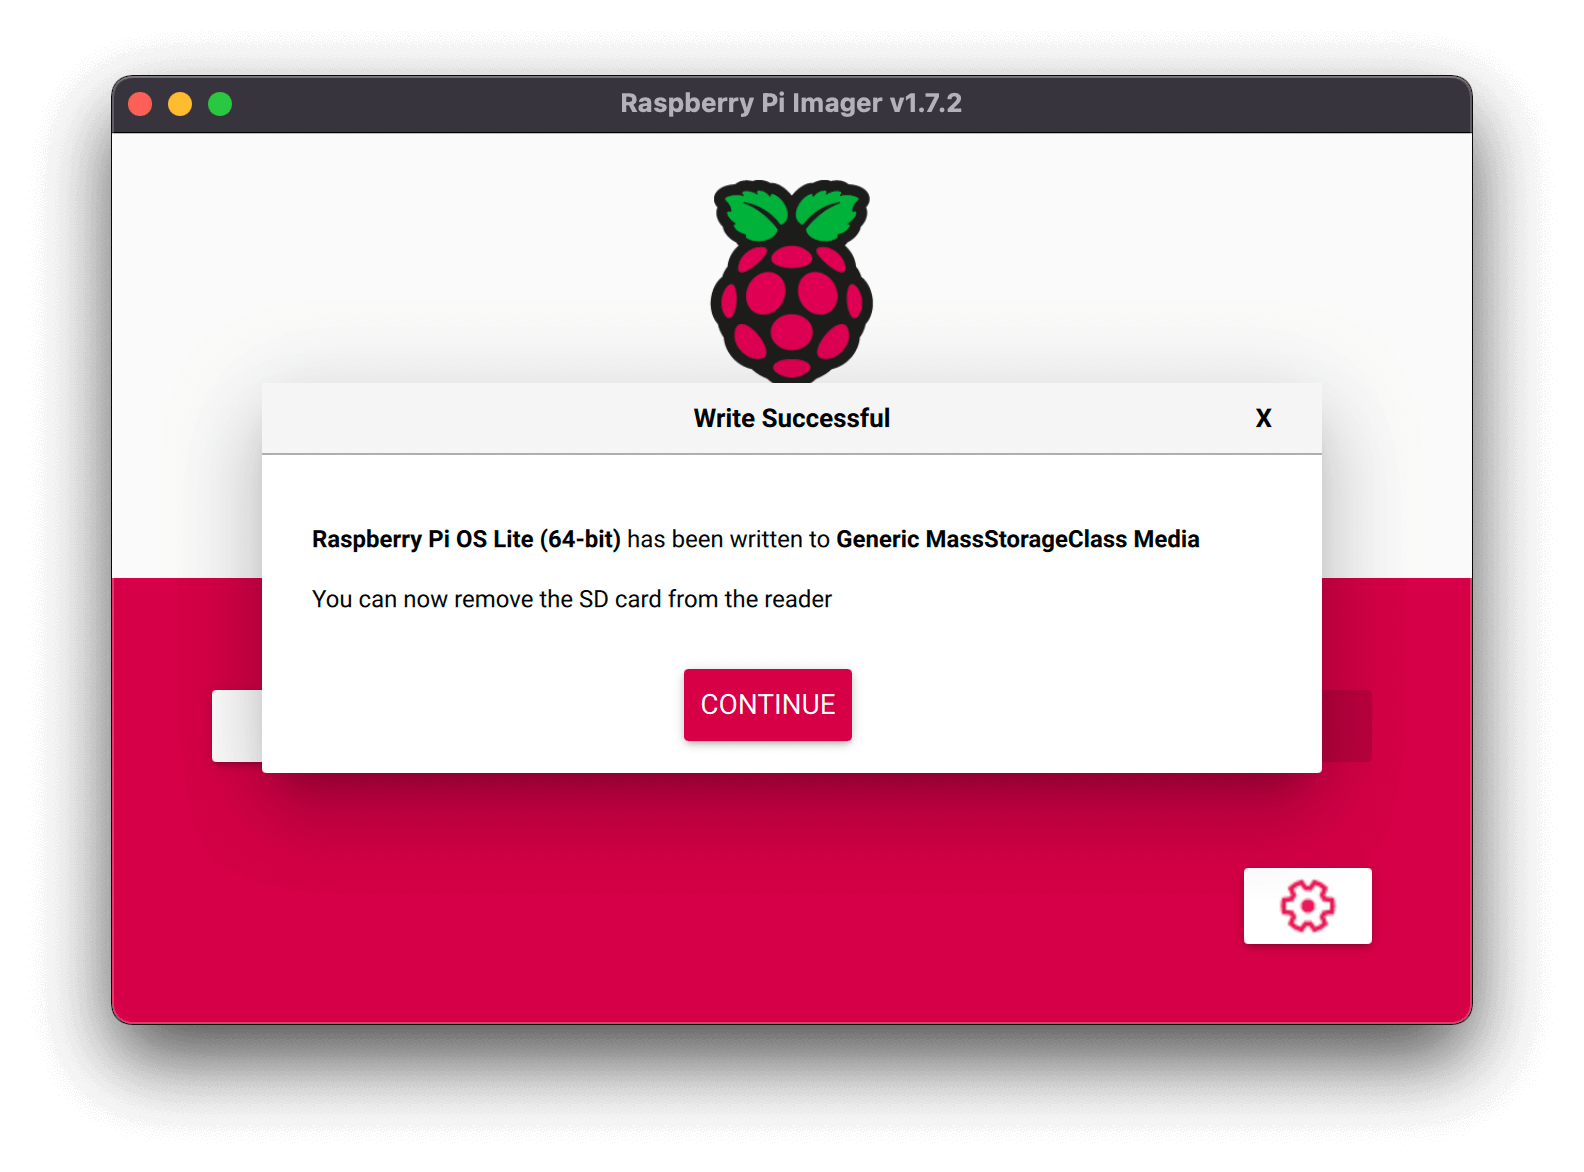 Raspberry Pi Imager v1.7.2
Write Successful X
Raspberry Pi OS Lite (64-bit) has been written to Generic MassStorageClass Media
You can now remove the SD card from the reader
CONTINUE